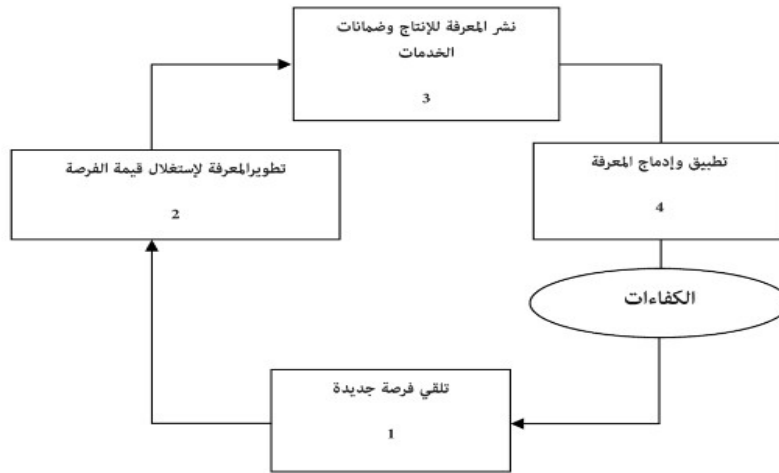 نشر المعرفة للإنتاج وضمانات
الخدمات
3
تطويرالمعرفة لإستغلال قيمة الفرصة
2
تطبيق وإدماج المعرفة
4
الكفاءات
تلقي فرصة جديدة
1